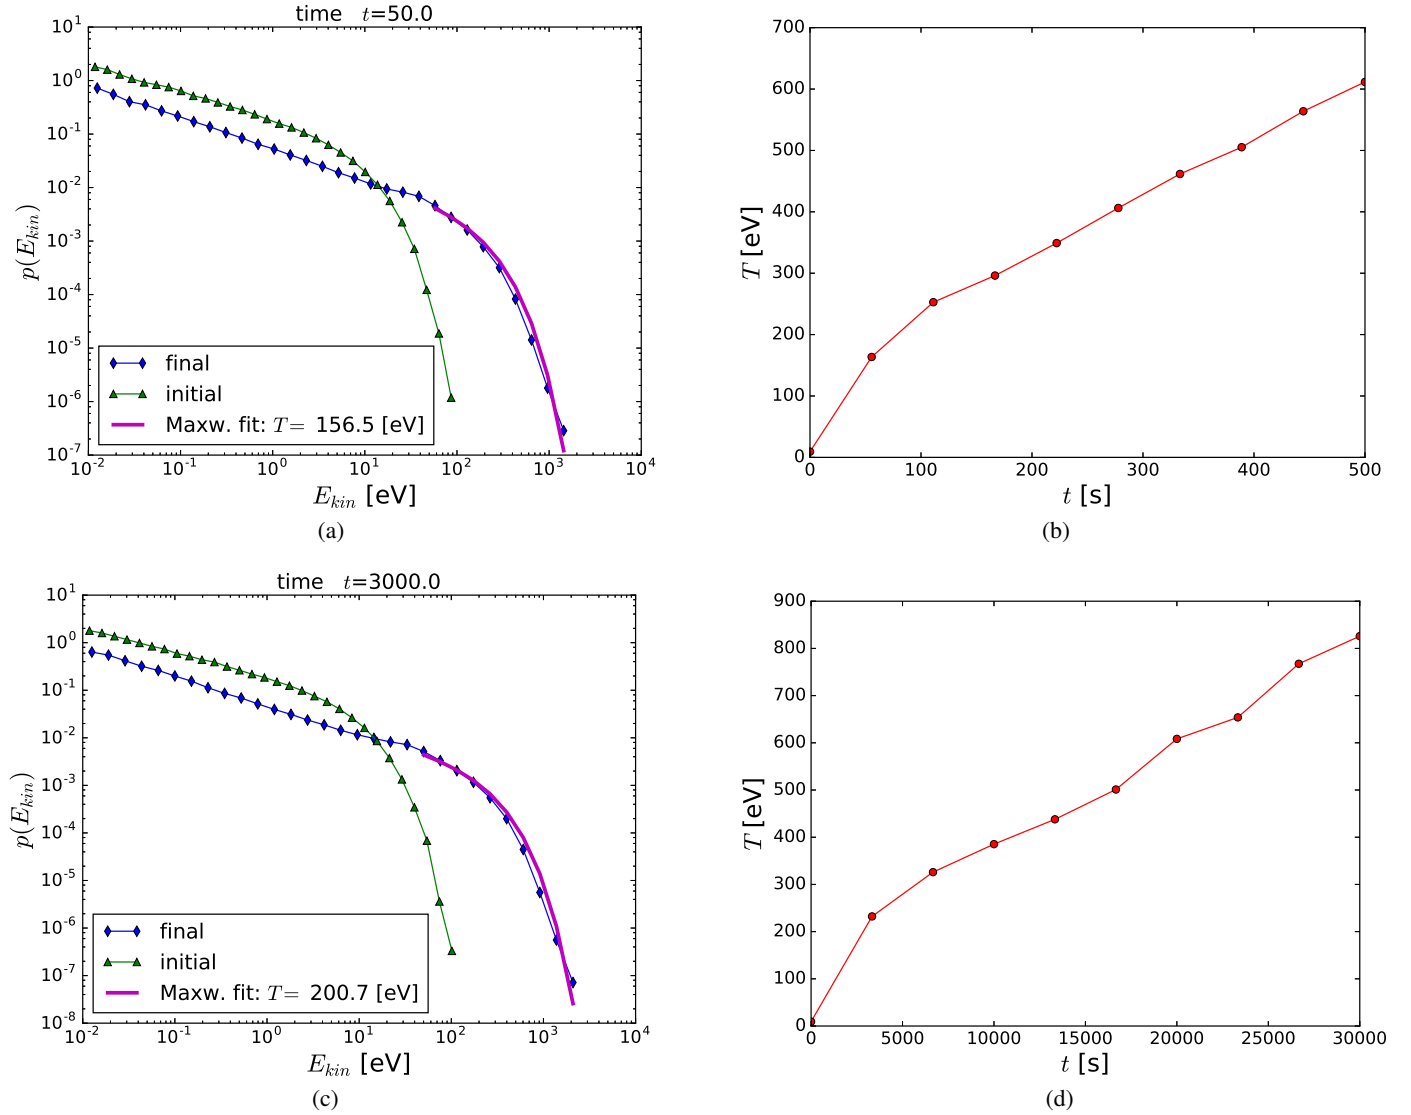 time t=50.0
10^1
10^0
10^-1
10^-2
10^-3
10^-4
10^-5
10^-6
10^-7
p(E_kin)
final
initial
Maxw. fit: T= 156.5 [eV]
10^-2 10^-1 10^0 10^1 10^2 10^3 10^4
E_kin [eV]
(a)
700
600
500
400
300
200
100
0
T [eV]
0 100 200 300 400 500
t [s]
(b)
time t=3000.0
10^1
10^0
10^-1
10^-2
10^-3
10^-4
10^-5
10^-6
10^-7
10^-8
p(E_kin)
final
initial
Maxw. fit: T= 200.7 [eV]
10^-2 10^-1 10^0 10^1 10^2 10^3 10^4
E_kin [eV]
(c)
900
800
700
600
500
400
300
200
100
0
T [eV]
0 5000 10000 15000 20000 25000 30000
t [s]
(d)